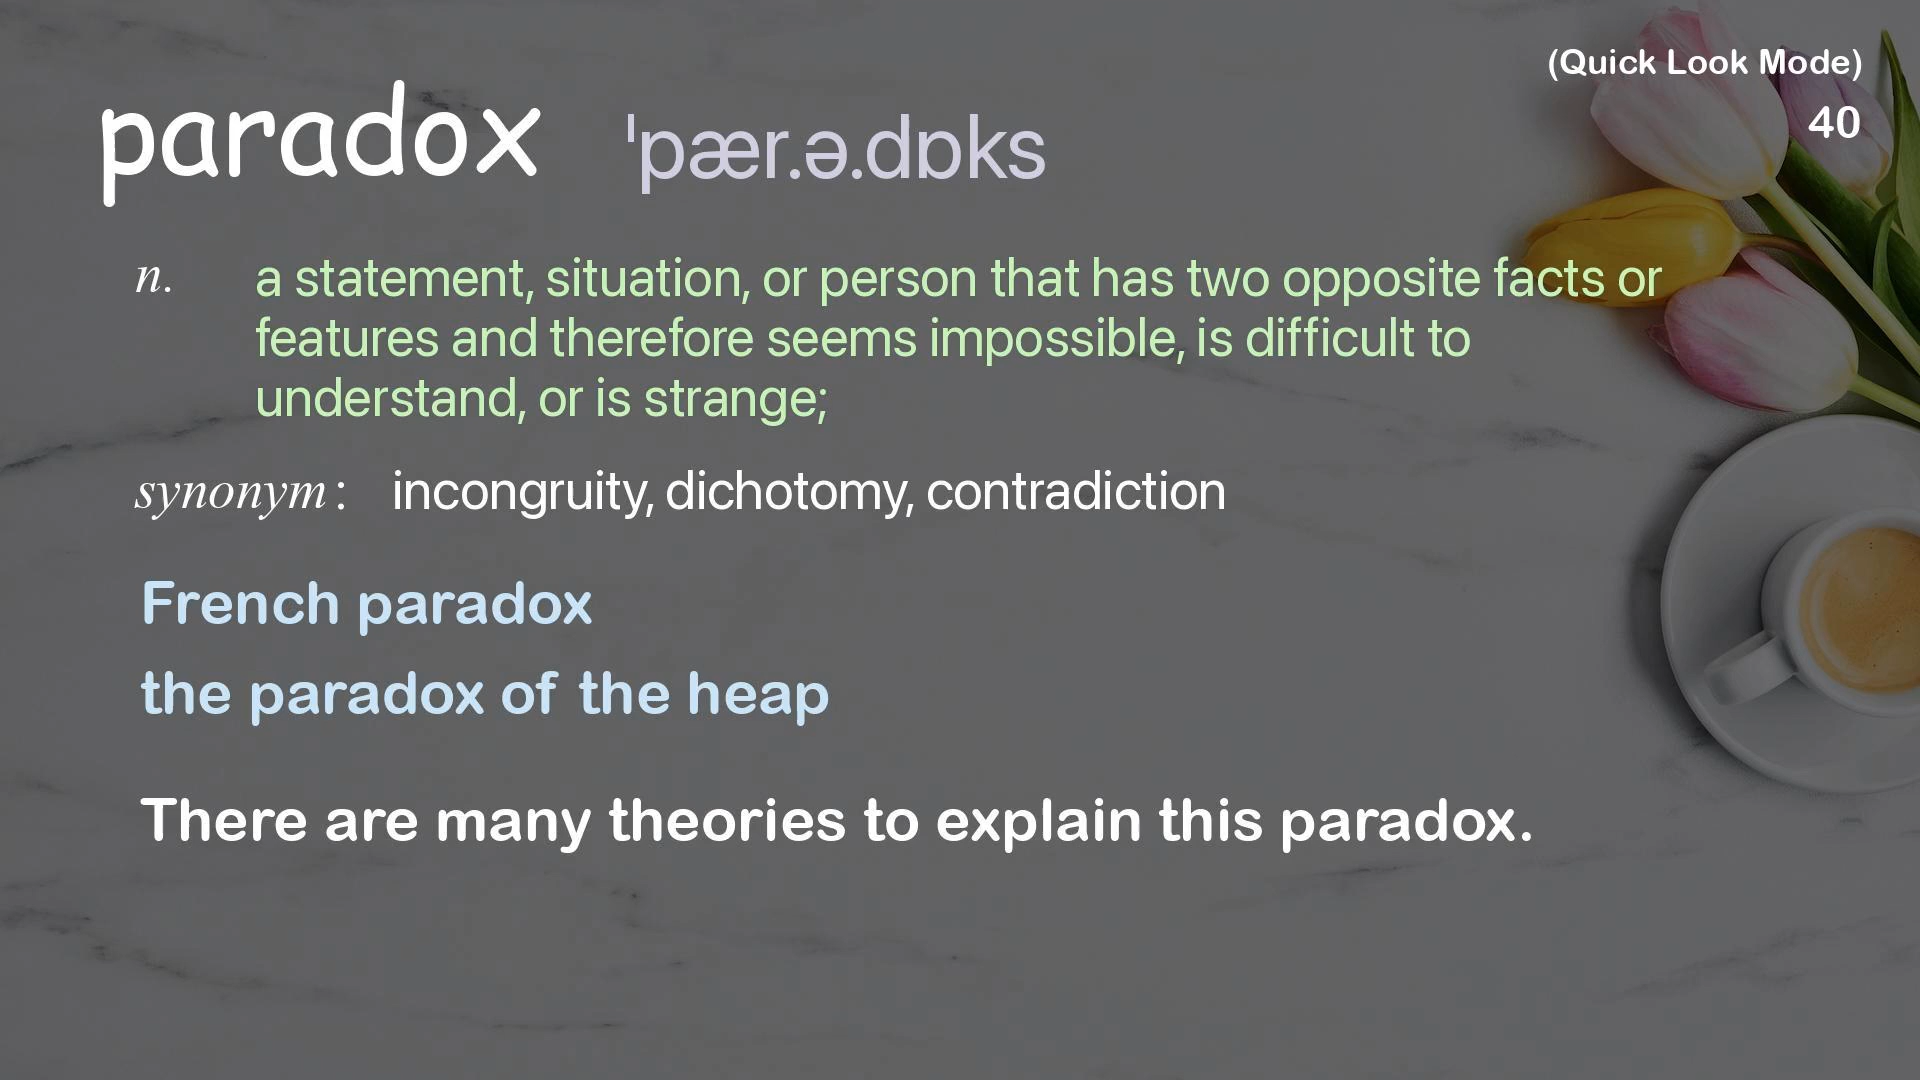 (Quick Look Mode)
40
paradox ˈpær.ə.dɒks
n. a statement, situation, or person that has two opposite facts or
features and therefore seems impossible, is difficult to
understand, or is strange;
synonym : incongruity, dichotomy, contradiction
French paradox
the paradox of the heap
There are many theories to explain this paradox.